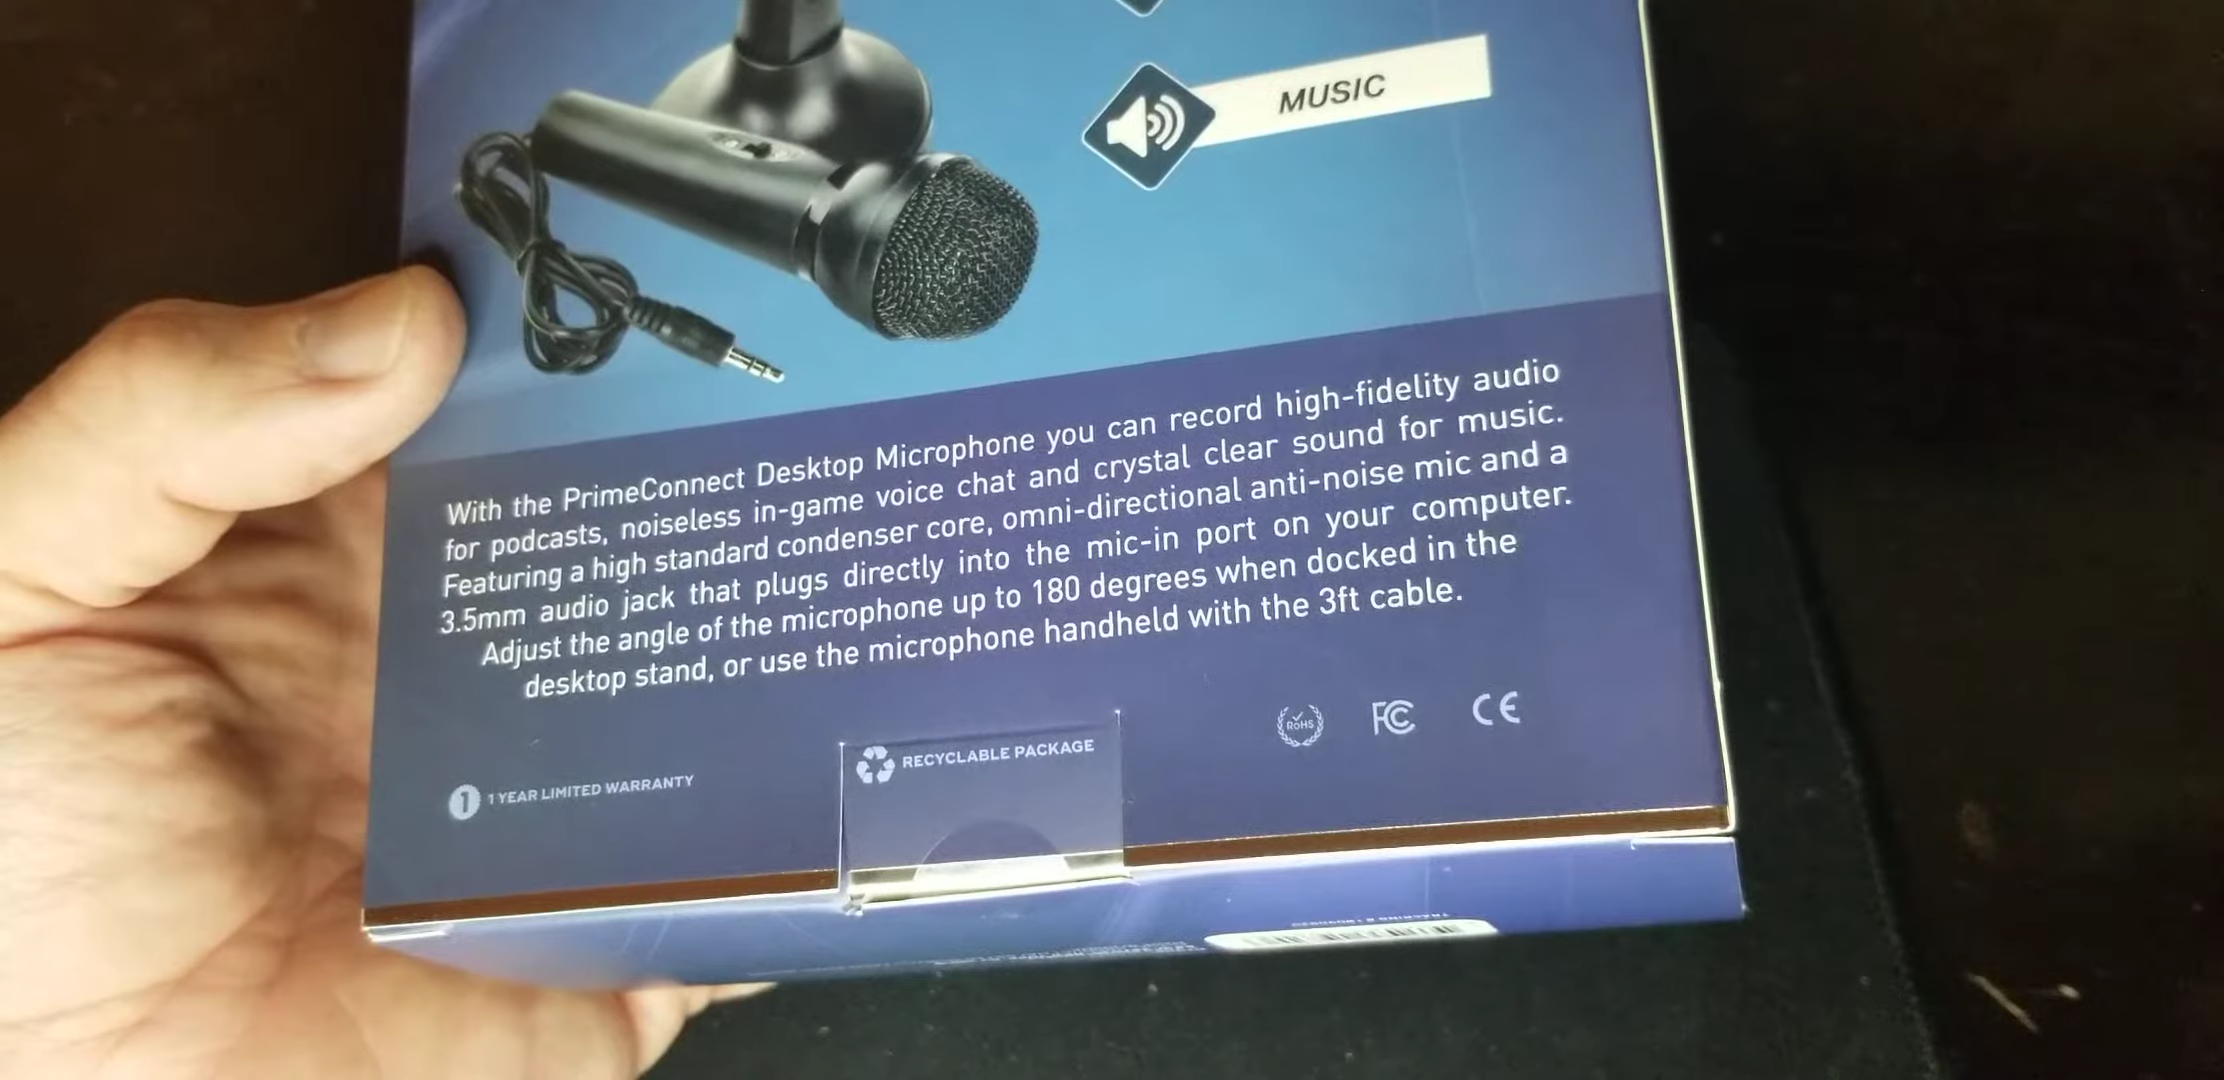 MUSIC
With the PrimeConnect Desktop Microphone you can record high-fidelity audio
for podcasts, noiseless in-game voice chat and crystal clear sound for music.
Featuring a high standard condenser core, omni-directional anti-noise mic and a
3.5mm audio jack that plugs directly into the mic-in port on your computer.
Adjust the angle of the microphone up to 180 degrees when docked in the
desktop stand, or use the microphone handheld with the 3ft cable.
RoHS FC CE
1 1 YEAR LIMITED WARRANTY
RECYCLABLE PACKAGE